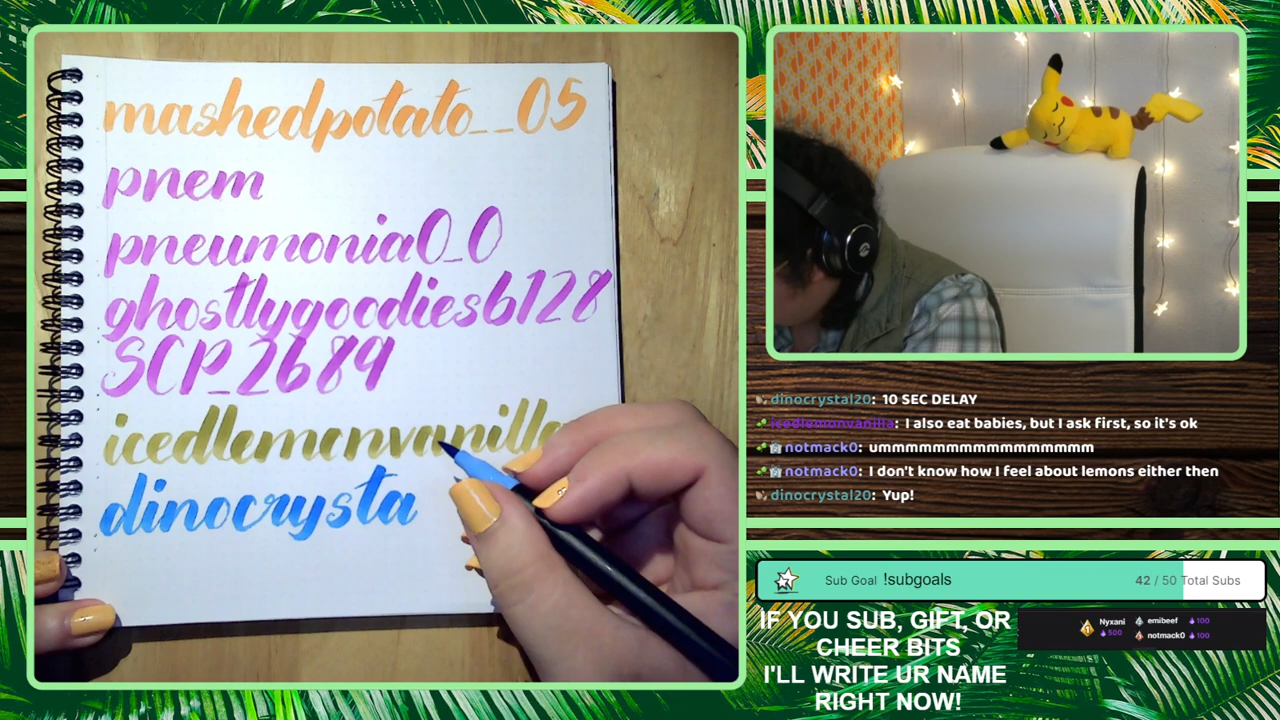 mashedpotato__05
pnem
pneumonia0_0
ghostlygoodies6128
SCP_2689
icedlemonvanilla
dinocrysta
dinocrystal20: 10 SEC DELAY
icedlemonvanilla: I also eat babies, but I ask first, so it's ok
notmack0: ummmmmmmmmmmmmmmmm
notmack0: I don't know how I feel about lemons either then
dinocrystal20: Yup!
Sub Goal !subgoals 42 / 50 Total Subs
IF YOU SUB, GIFT, OR
CHEER BITS
I'LL WRITE UR NAME
RIGHT NOW!
1 Nyxani 500
emibeef 100
notmack0 100